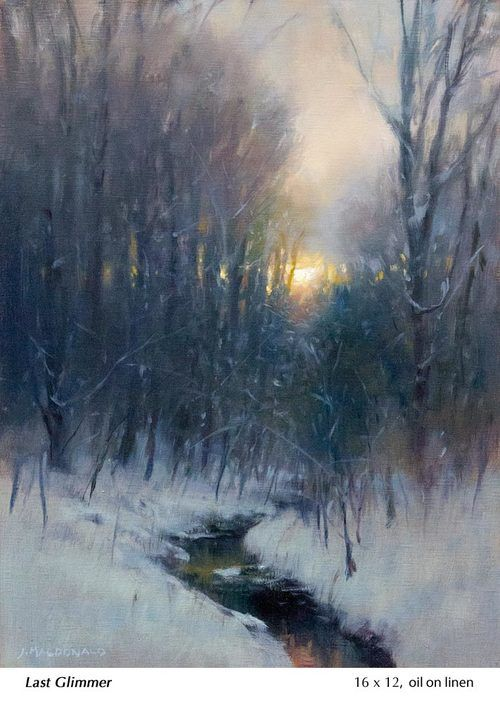 J. MALDONADO
Last Glimmer
16 x 12, oil on linen